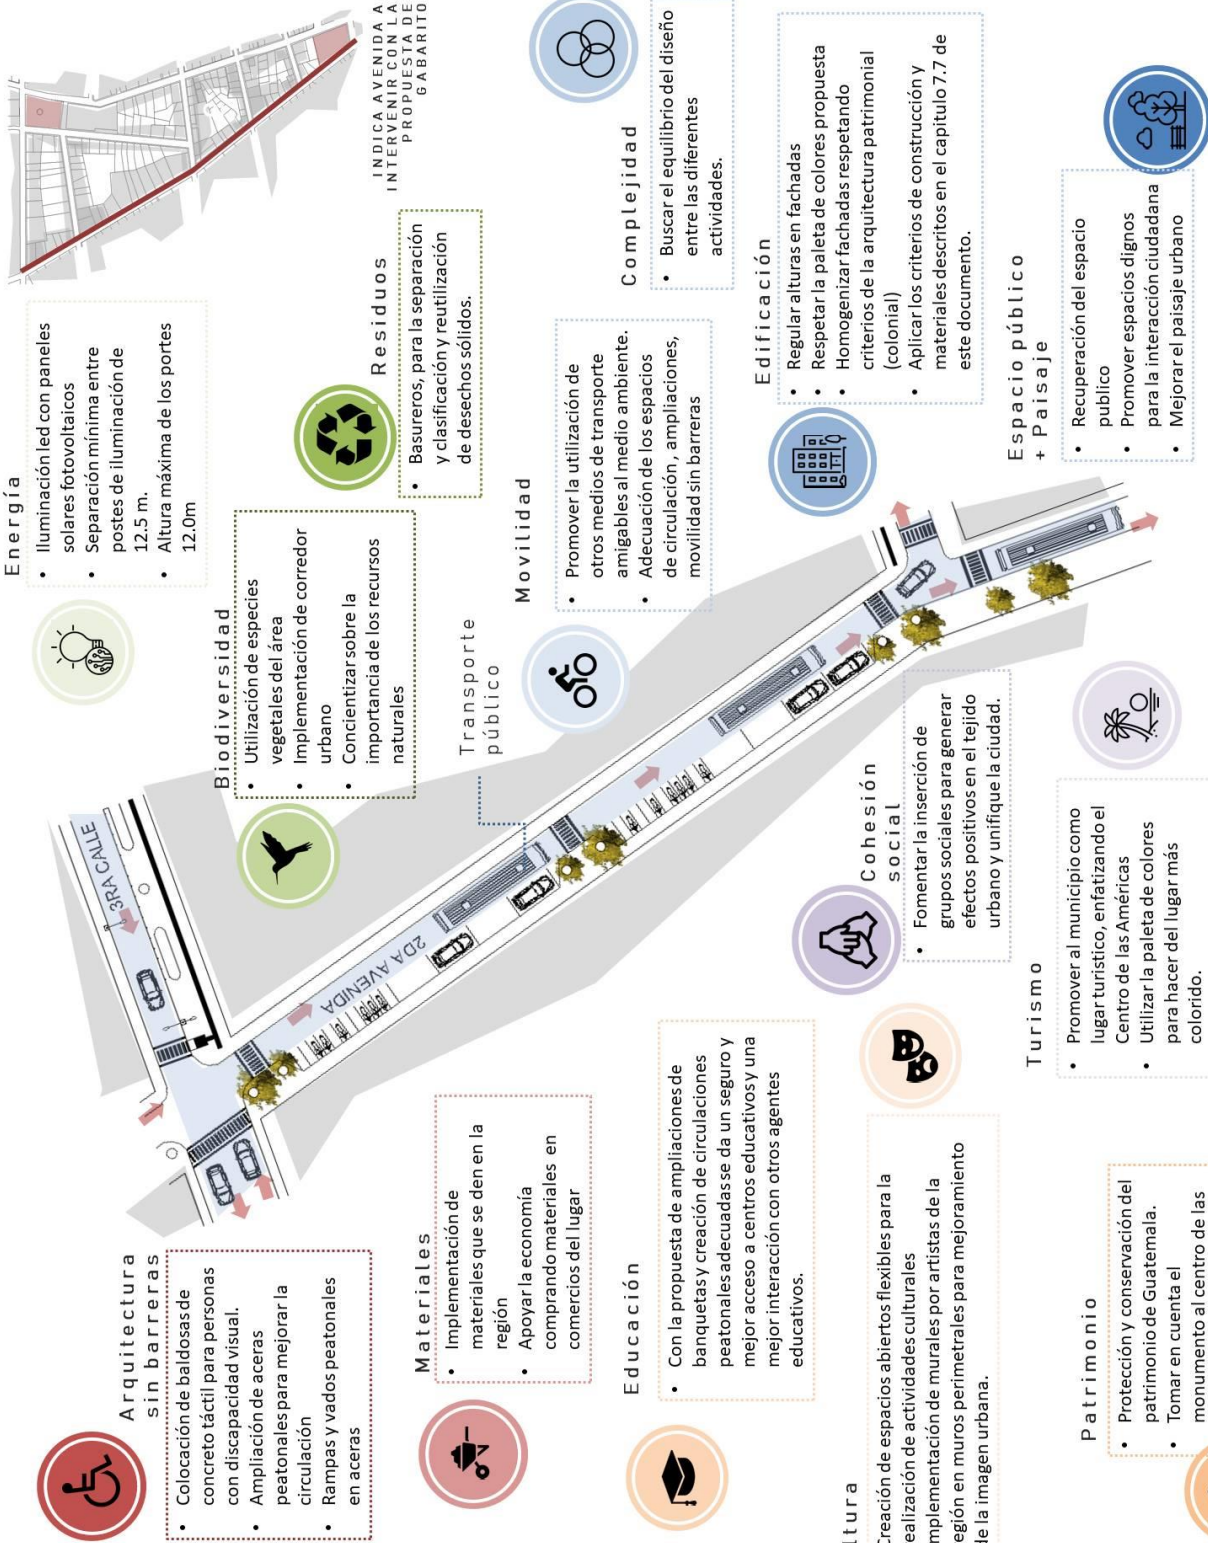 Arquitectura
sin barreras
• Colocación de baldosas de
concreto táctil para personas
con discapacidad visual.
• Ampliación de aceras
peatonales para mejorar la
circulación
• Rampas y vados peatonales
en aceras
3RA CALLE
2DA AVENIDA
Biodiversidad
• Utilización de especies
vegetales del área
• Implementación de corredor
urbano
• Concientizar sobre la
importancia de los recursos
naturales
Energía
• Iluminación led con paneles
solares fotovoltaicos
• Separación mínima entre
postes de iluminación de
12.5 m.
• Altura máxima de los portes
12.0m
INDICA AVENIDA A
INTERVENIR CON LA
PROPUESTA DE
GABARITO
Residuos
• Basureros, para la separación
y clasificación y reutilización
de desechos sólidos.
Materiales
• Implementación de
materiales que se den en la
región
• Apoyar la economía
comprando materiales en
comercios del lugar
Transporte
público
Movilidad
• Promover la utilización de
otros medios de transporte
amigables al medio ambiente.
• Adecuación de los espacios
de circulación , ampliaciones,
movilidad sin barreras
Complejidad
• Buscar el equilibrio del diseño
entre las diferentes
actividades.
Educación
• Con la propuesta de ampliaciones de
banquetas y creación de circulaciones
peatonales adecuadas se da un seguro y
mejor acceso a centros educativos y una
mejor interacción con otros agentes
educativos.
Edificación
• Regular alturas en fachadas
• Respetar la paleta de colores propuesta
• Homogenizar fachadas respetando
criterios de la arquitectura patrimonial
(colonial)
• Aplicar los criterios de construcción y
materiales descritos en el capitulo 7.7 de
este documento.
ltura
Creación de espacios abiertos flexibles para la
ealización de actividades culturales
mplementación de murales por artistas de la
egión en muros perimetrales para mejoramiento
de la imagen urbana.
Cohesión
social
• Fomentar la inserción de
grupos sociales para generar
efectos positivos en el tejido
urbano y unifique la ciudad.
Espacio público
+ Paisaje
• Recuperación del espacio
publico
• Promover espacios dignos
para la interacción ciudadana
• Mejorar el paisaje urbano
Turismo
• Promover al municipio como
lugar turístico, enfatizando el
Centro de las Américas
• Utilizar la paleta de colores
para hacer del lugar más
colorido.
Patrimonio
• Protección y conservación del
patrimonio de Guatemala.
• Tomar en cuenta el
monumento al centro de las